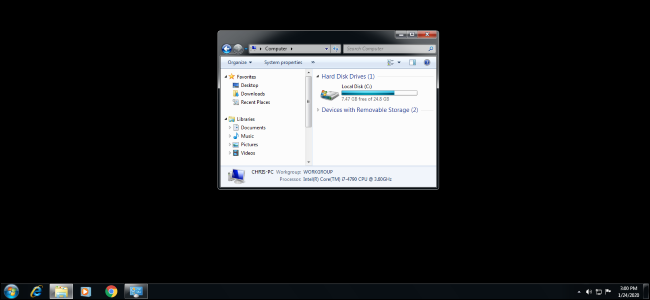 Computer
Search Computer
Organize
System properties
Favorites
Desktop
Downloads
Recent Places
Libraries
Documents
Music
Pictures
Videos
Hard Disk Drives (1)
Local Disk (C:)
7.47 GB free of 24.8 GB
Devices with Removable Storage (2)
CHRIS-PC Workgroup: WORKGROUP
Processor: Intel(R) Core(TM) i7-4790 CPU @ 3.60GHz
3:00 PM
1/24/2020